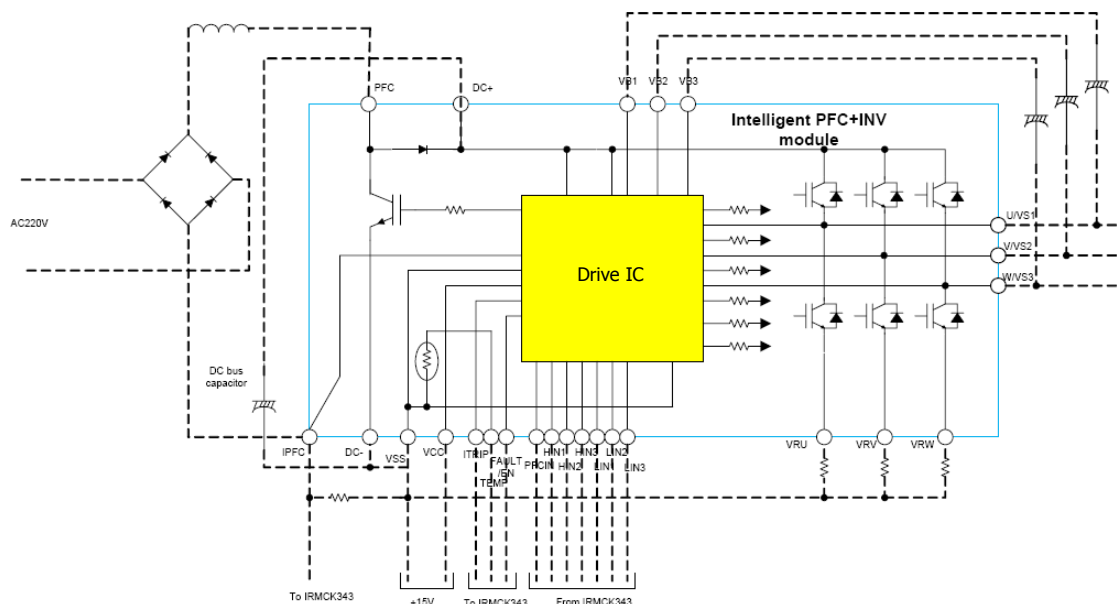 VB1
VB2
VB3
PFC
DC+
Intelligent PFC+INV
module
U/VS1
AC220V
V/VS2
Drive IC
W/VS3
DC bus
capacitor
IPFC
DC-
VSS
VCC
ITRIP
TEMP
FAULT
/EN
PFCIN
HIN1
HIN2
HIN3
LIN1
LIN2
LIN3
VRU
VRV
VRW
To IRMCK343
+15V
To IRMCK343
From IRMCK343